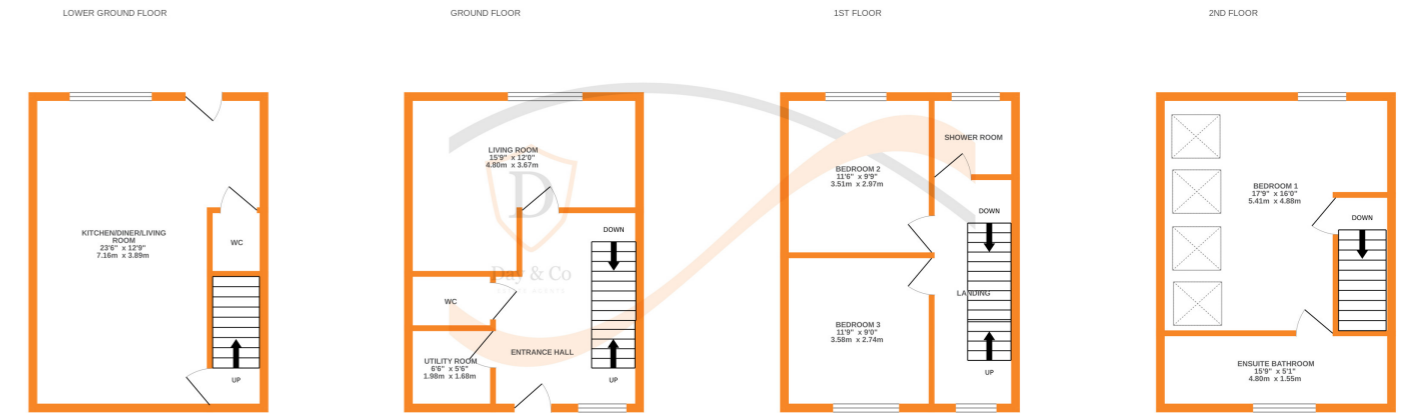 LOWER GROUND FLOOR
GROUND FLOOR
1ST FLOOR
2ND FLOOR
KITCHEN/DINER/LIVING
ROOM
23'6" x 12'9"
7.16m x 3.89m
WC
UP
LIVING ROOM
15'9" x 12'0"
4.80m x 3.67m
D
Day & Co
DOWN
WC
UTILITY ROOM
6'6" x 5'6"
1.98m x 1.68m
ENTRANCE HALL
UP
SHOWER ROOM
BEDROOM 2
11'6" x 9'9"
3.51m x 2.97m
DOWN
LANDING
BEDROOM 3
11'9" x 9'0"
3.58m x 2.74m
UP
BEDROOM 1
17'9" x 16'0"
5.41m x 4.88m
DOWN
ENSUITE BATHROOM
15'9" x 5'1"
4.80m x 1.55m